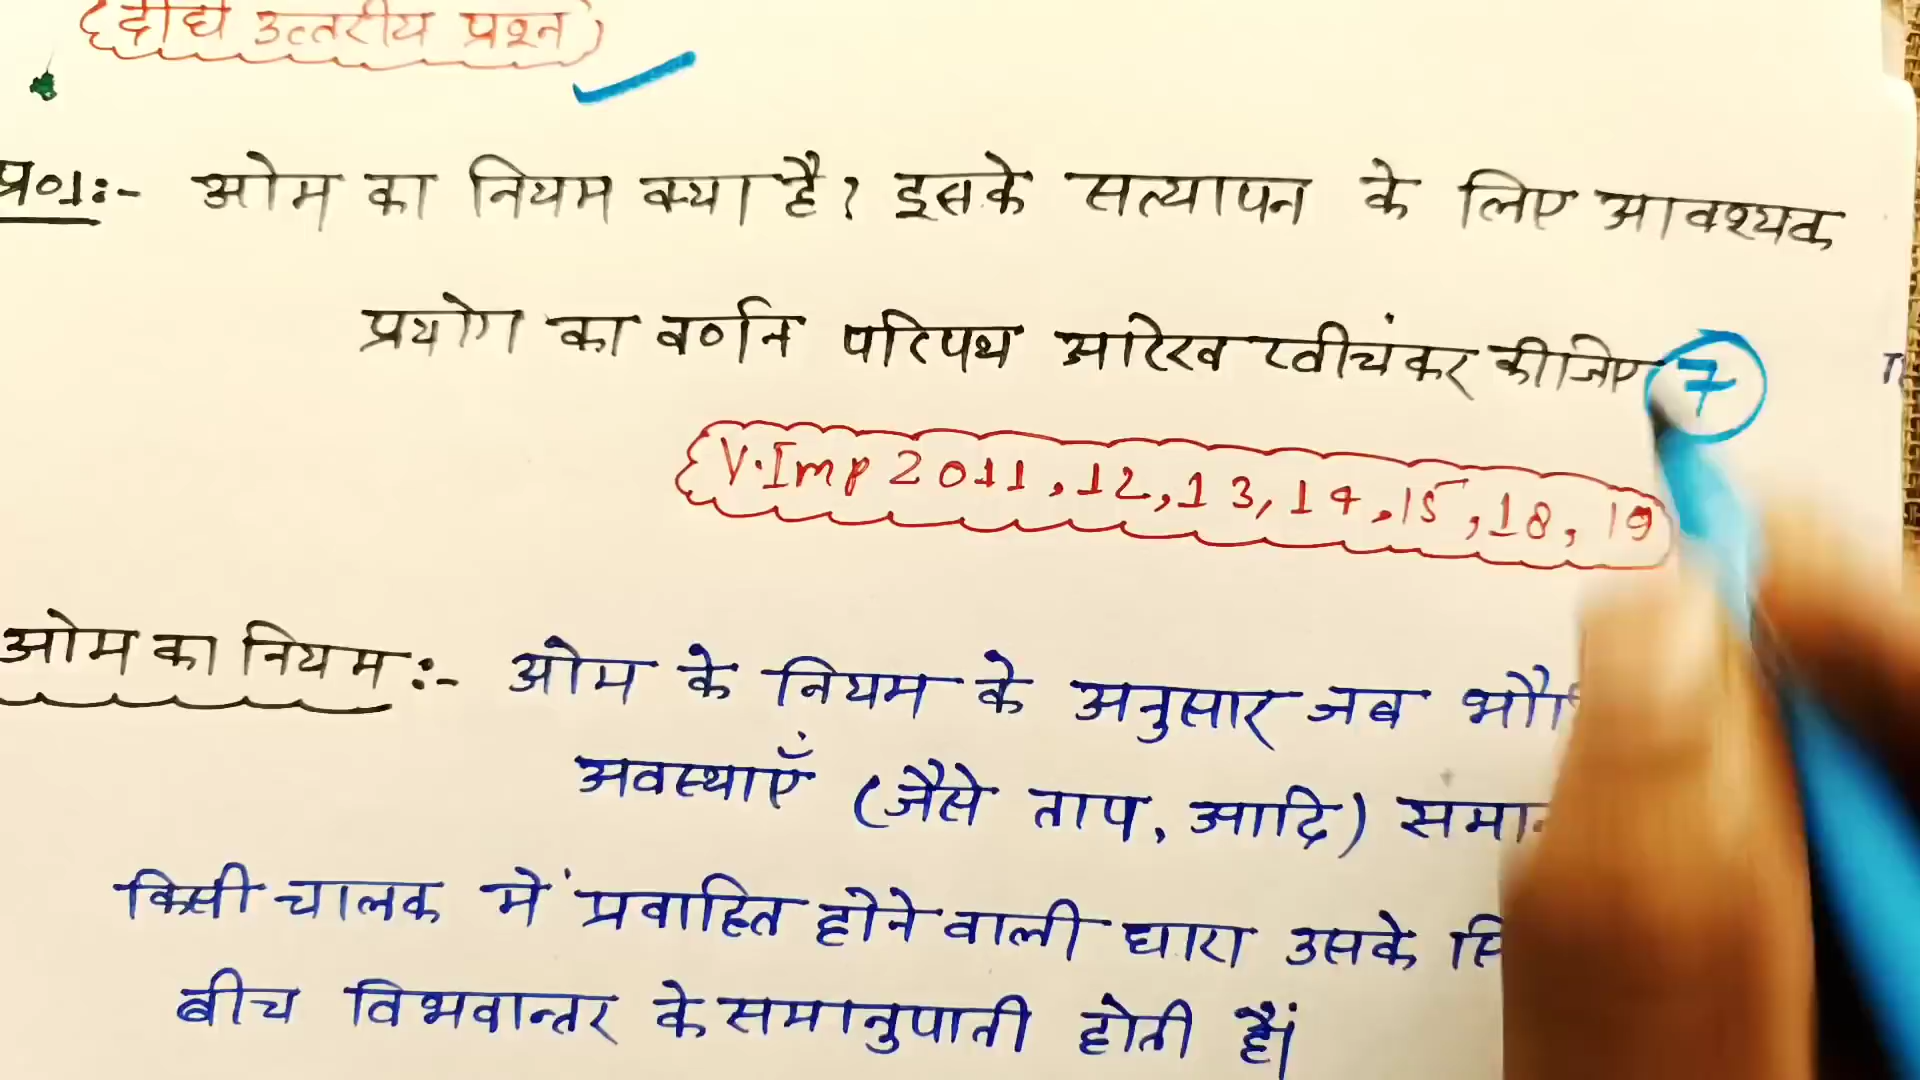 (दीर्घ उत्तरीय प्रश्न)
प्र०1:- ओम का नियम क्या है? इसके सत्यापन के लिए आवश्यक
प्रयोग का वर्णन परिपथ आरेख खींचकर कीजिए 7
V.Imp 2011, 12, 13, 14, 15, 18, 19
ओम का नियम :- ओम के नियम के अनुसार जब
अवस्थाएँ (जैसे ताप, आदि)
किसी चालक में प्रवाहित होने वाली धारा उसके
बीच विभवान्तर के समानुपाती होती हैं।